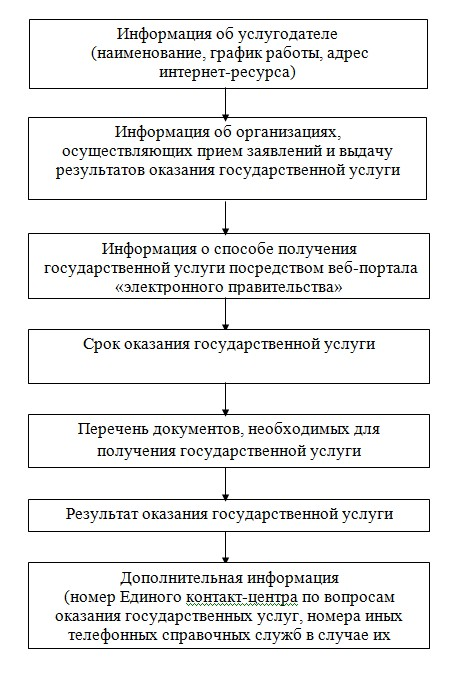 Информация об услугодателе
(наименование, график работы, адрес
интернет-ресурса)
Информация об организациях,
осуществляющих прием заявлений и выдачу
результатов оказания государственной услуги
Информация о способе получения
государственной услуги посредством веб-портала
«электронного правительства»
Срок оказания государственной услуги
Перечень документов, необходимых для
получения государственной услуги
Результат оказания государственной услуги
Дополнительная информация
(номер Единого контакт-центра по вопросам
оказания государственных услуг, номера иных
телефонных справочных служб в случае их